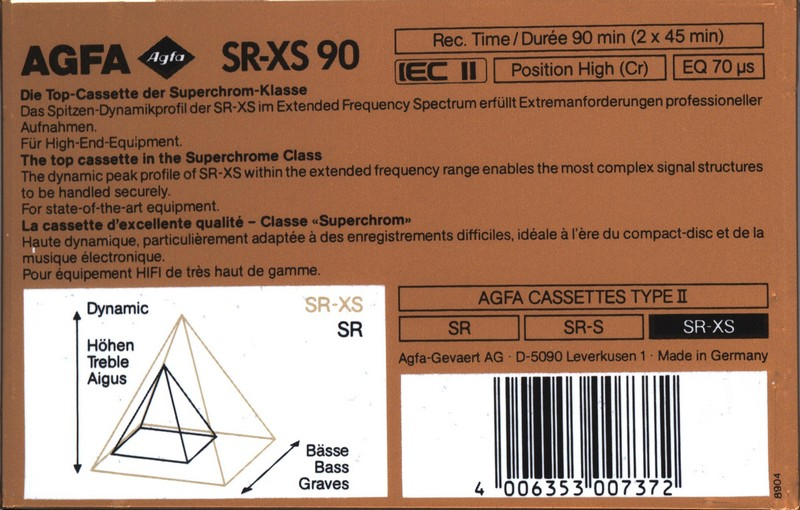 AGFA Agfa SR-XS 90
Rec. Time/Durée 90 min (2 x 45 min)
IEC II Position High (Cr) EQ 70 µs
Die Top-Cassette der Superchrom-Klasse
Das Spitzen-Dynamikprofil der SR-XS im Extended Frequency Spectrum erfüllt Extremanforderungen professioneller
Aufnahmen.
Für High-End-Equipment.
The top cassette in the Superchrome Class
The dynamic peak profile of SR-XS within the extended frequency range enables the most complex signal structures
to be handled securely.
For state-of-the-art equipment.
La cassette d'excellente qualité – Classe «Superchrom»
Haute dynamique, particulièrement adaptée à des enregistrements difficiles, idéale à l'ère du compact-disc et de la
musique électronique.
Pour équipement HIFI de très haut de gamme.
Dynamic
SR-XS
SR
Höhen
Treble
Aigus
Bässe
Bass
Graves
AGFA CASSETTES TYPE II
SR SR-S SR-XS
Agfa-Gevaert AG · D-5090 Leverkusen 1 · Made in Germany
4 006353 007372
8904